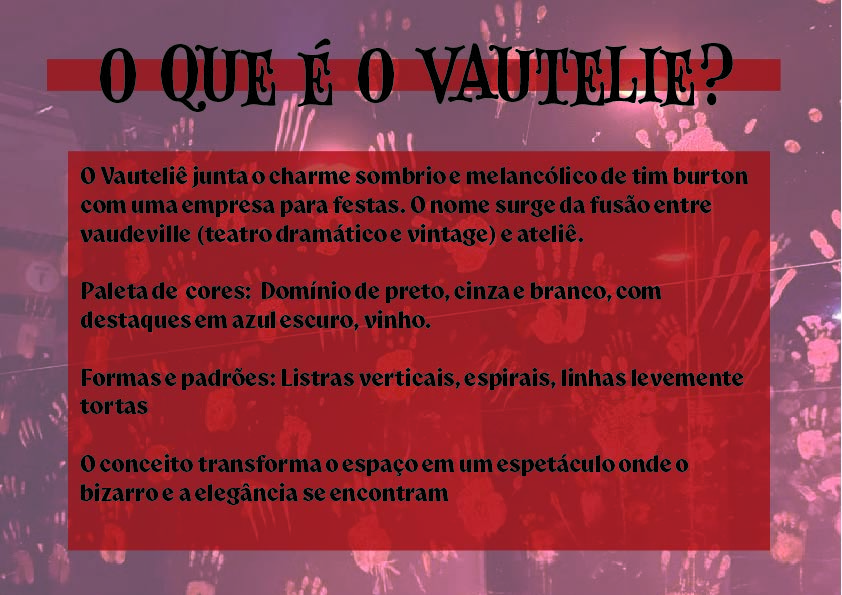 O QUE É O VAUTELIE?
O Vauteliê junta o charme sombrio e melancólico de tim burton
com uma empresa para festas. O nome surge da fusão entre
vaudeville (teatro dramático e vintage) e ateliê.
Paleta de cores: Domínio de preto, cinza e branco, com
destaques em azul escuro, vinho.
Formas e padrões: Listras verticais, espirais, linhas levemente
tortas
O conceito transforma o espaço em um espetáculo onde o
bizarro e a elegância se encontram